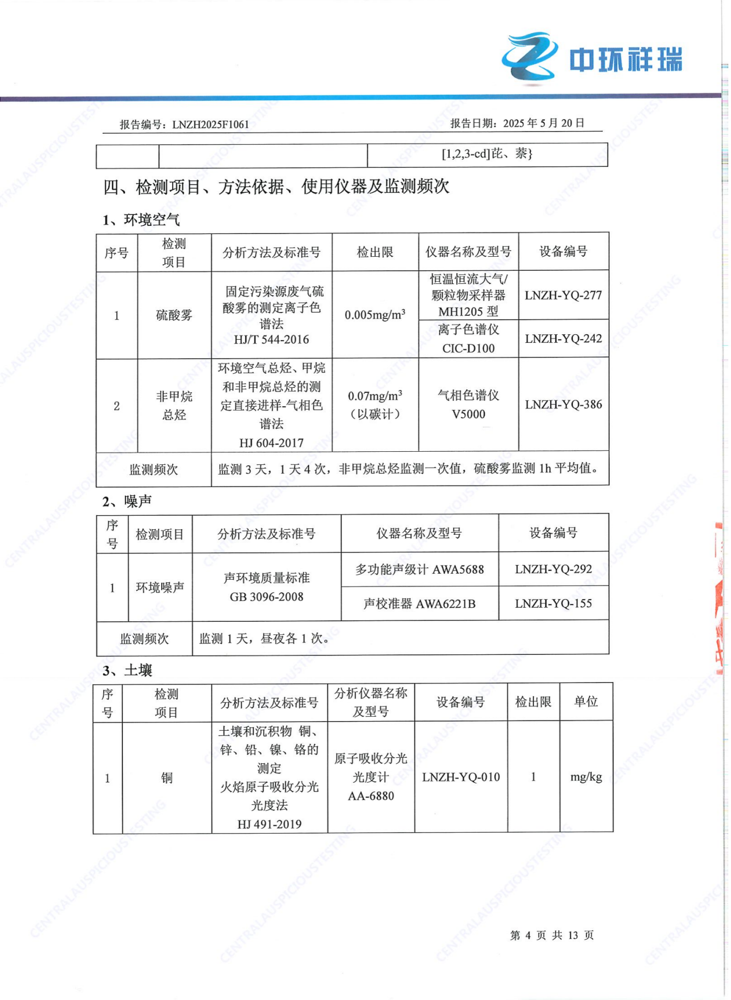 中环祥瑞
报告编号：LNZH2025F1061 报告日期：2025 年 5 月 20 日
[1,2,3-cd]芘、萘}
四、检测项目、方法依据、使用仪器及监测频次
1、环境空气
序号 检测项目 分析方法及标准号 检出限 仪器名称及型号 设备编号
1 硫酸雾 固定污染源废气硫酸雾的测定离子色谱法 HJ/T 544-2016 0.005mg/m³ 恒温恒流大气/颗粒物采样器 MH1205 型 LNZH-YQ-277
离子色谱仪 CIC-D100 LNZH-YQ-242
2 非甲烷总烃 环境空气总烃、甲烷和非甲烷总烃的测定直接进样-气相色谱法 HJ 604-2017 0.07mg/m³（以碳计） 气相色谱仪 V5000 LNZH-YQ-386
监测频次 监测 3 天，1 天 4 次，非甲烷总烃监测一次值，硫酸雾监测 1h 平均值。
2、噪声
序号 检测项目 分析方法及标准号 仪器名称及型号 设备编号
1 环境噪声 声环境质量标准 GB 3096-2008 多功能声级计 AWA5688 LNZH-YQ-292
声校准器 AWA6221B LNZH-YQ-155
监测频次 监测 1 天，昼夜各 1 次。
3、土壤
序号 检测项目 分析方法及标准号 分析仪器名称及型号 设备编号 检出限 单位
1 铜 土壤和沉积物 铜、锌、铅、镍、铬的测定 火焰原子吸收分光光度法 HJ 491-2019 原子吸收分光光度计 AA-6880 LNZH-YQ-010 1 mg/kg
第 4 页 共 13 页
CENTRALAUSPICIOUSTESTING